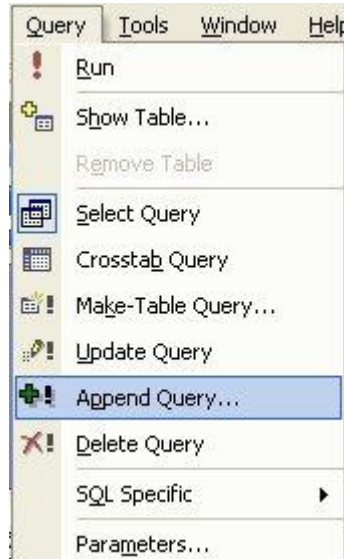 Query Tools Window Help
Run
Show Table...
Remove Table
Select Query
Crosstab Query
Make-Table Query...
Update Query
Append Query...
Delete Query
SQL Specific
Parameters...